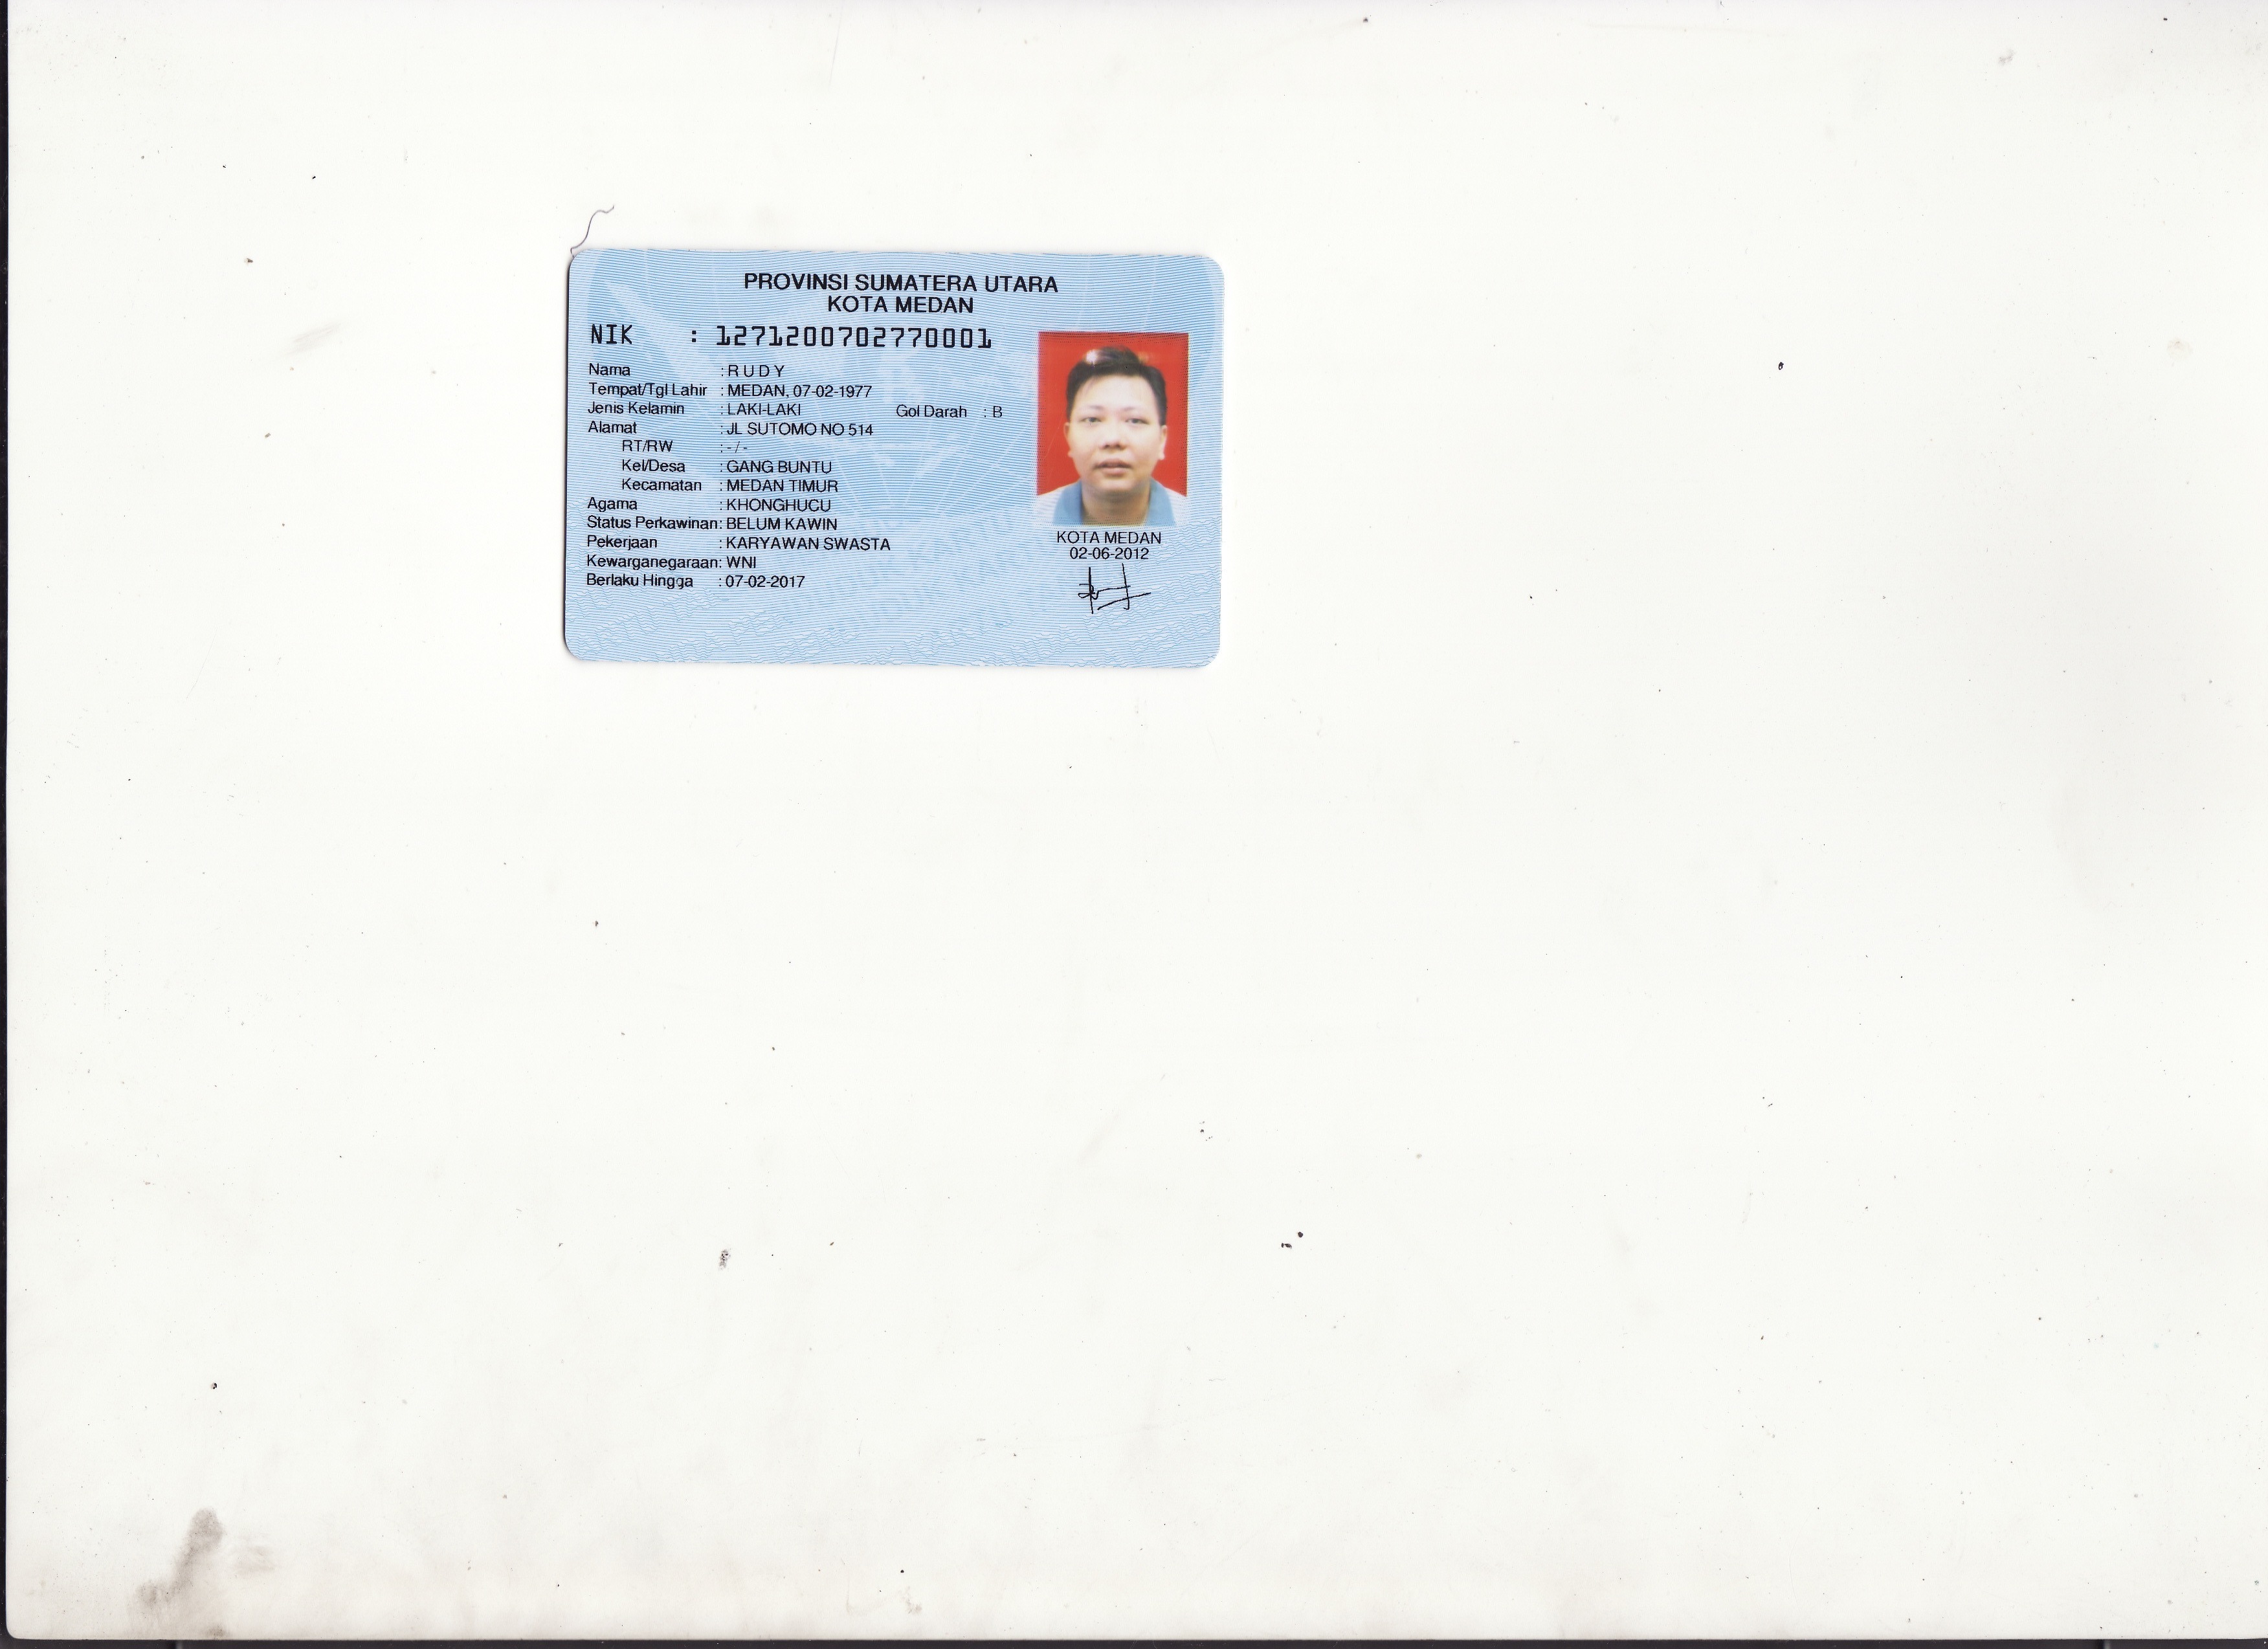 PROVINSI SUMATERA UTARA
KOTA MEDAN
NIK : 1271200702770001
Nama : R U D Y
Tempat/Tgl Lahir : MEDAN, 07-02-1977
Jenis Kelamin : LAKI-LAKI Gol Darah : B
Alamat : JL SUTOMO NO 514
RT/RW : - / -
Kel/Desa : GANG BUNTU
Kecamatan : MEDAN TIMUR
Agama : KHONGHUCU
Status Perkawinan : BELUM KAWIN
Pekerjaan : KARYAWAN SWASTA
Kewarganegaraan : WNI
Berlaku Hingga : 07-02-2017
KOTA MEDAN
02-06-2012